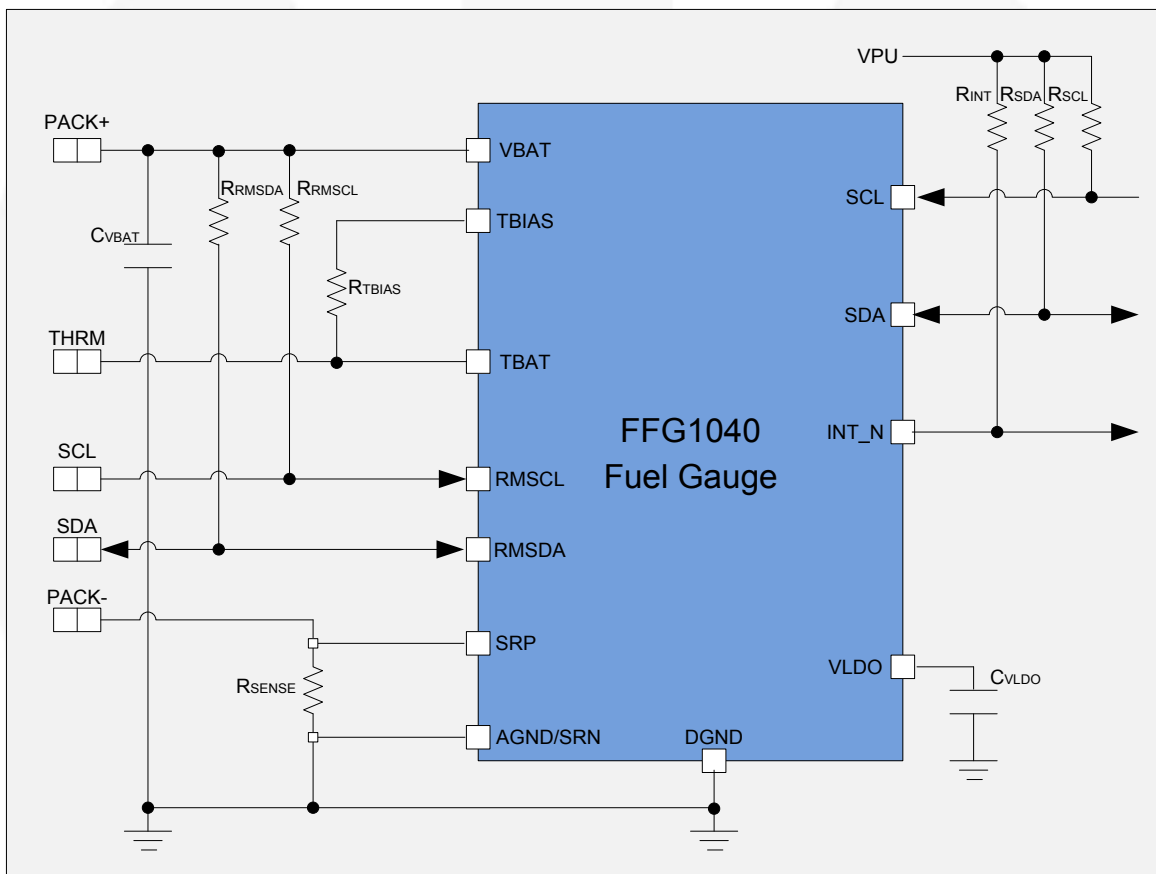 VPU
RINT RSDA RSCL
PACK+
VBAT
RRMSDA RRMSCL
SCL
TBIAS
CVBAT
RTBIAS
SDA
THRM
TBAT
FFG1040
Fuel Gauge
INT_N
SCL
RMSCL
SDA
RMSDA
PACK-
SRP
VLDO
CVLDO
RSENSE
AGND/SRN
DGND